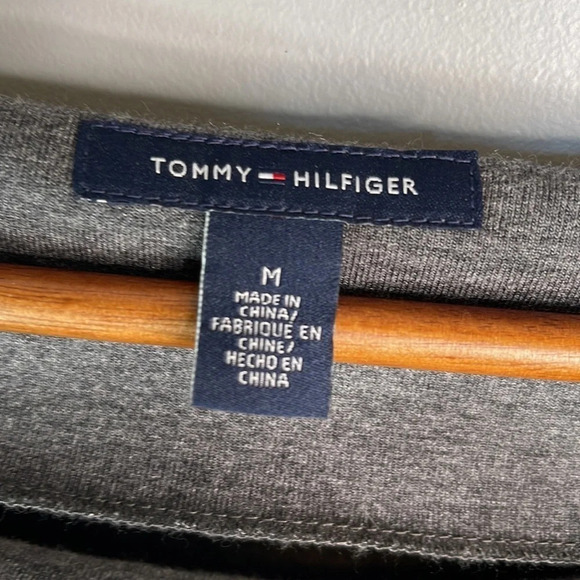 TOMMY HILFIGER
M
MADE IN
CHINA/
FABRIQUE EN
CHINE/
HECHO EN
CHINA